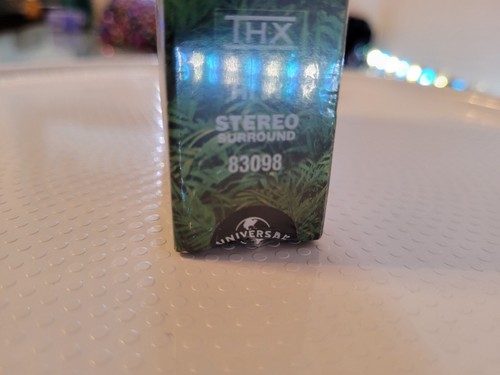 THX
STEREO
SURROUND
83098
UNIVERSAL